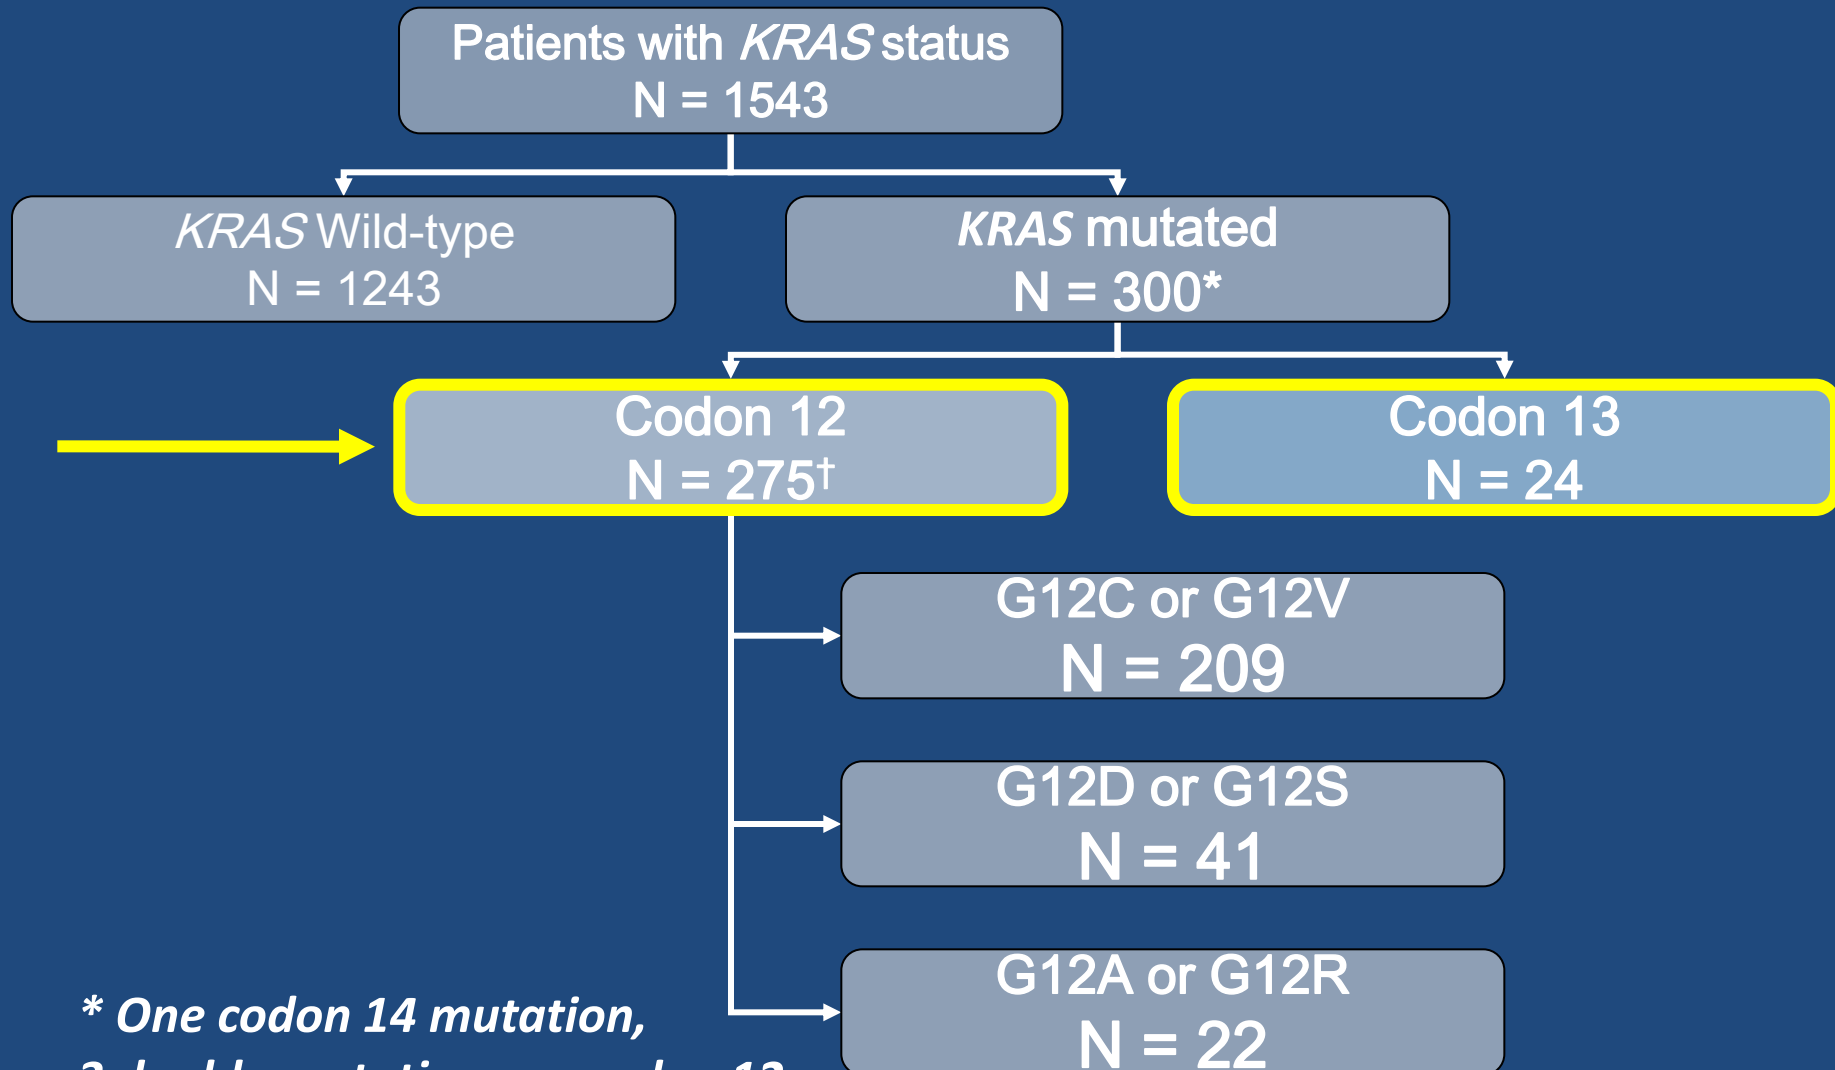 Patients with KRAS status
N = 1543
KRAS Wild-type
N = 1243
KRAS mutated
N = 300*
Codon 12
N = 275†
Codon 13
N = 24
G12C or G12V
N = 209
G12D or G12S
N = 41
G12A or G12R
N = 22
* One codon 14 mutation,